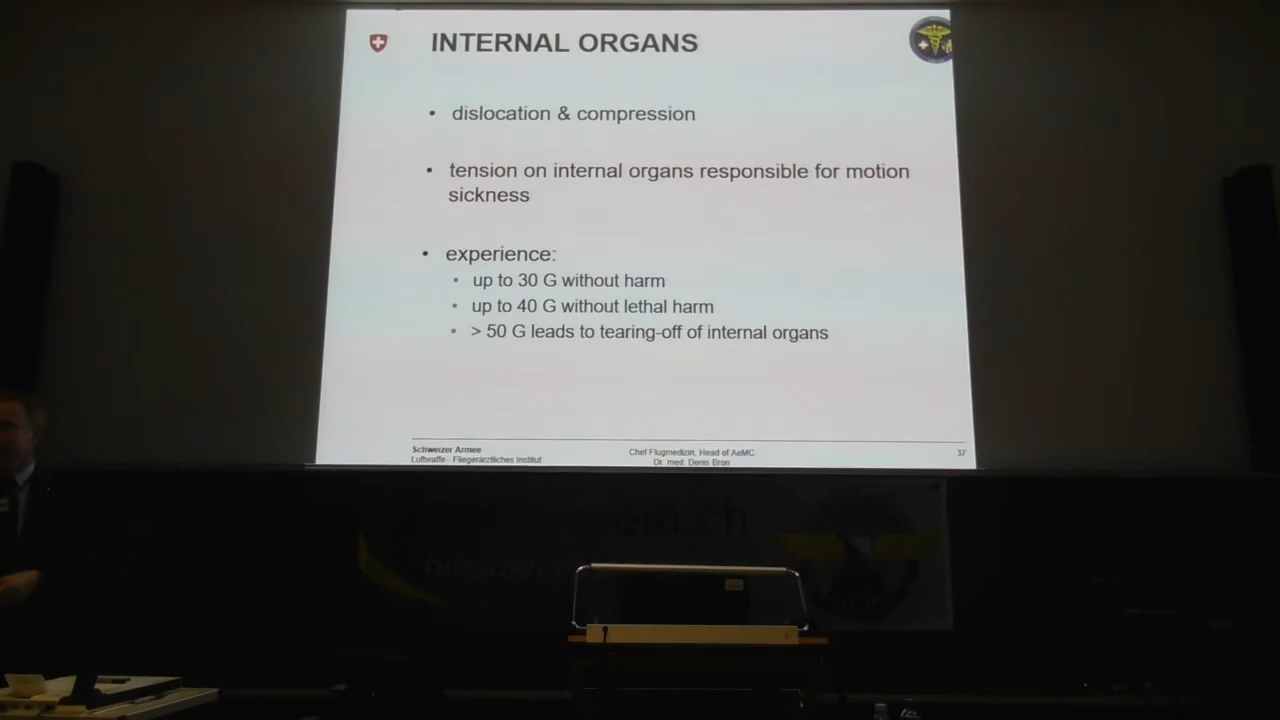 INTERNAL ORGANS
• dislocation & compression
• tension on internal organs responsible for motion
sickness
• experience:
• up to 30 G without harm
• up to 40 G without lethal harm
• > 50 G leads to tearing-off of internal organs
Schweizer Armee
Luftwaffe - Fliegerärztliches Institut
Chef Flugmedizin, Head of AeMC
Dr. med. Denis Bron
37